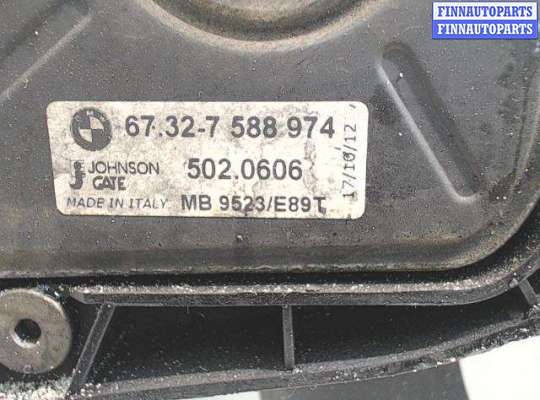 FINNAUTOPARTS
FINNAUTOPARTS
67.32-7 588 974
JOHNSON
GATE
502.0606
MADE IN ITALY
MB 9523/E89T
17/10/12